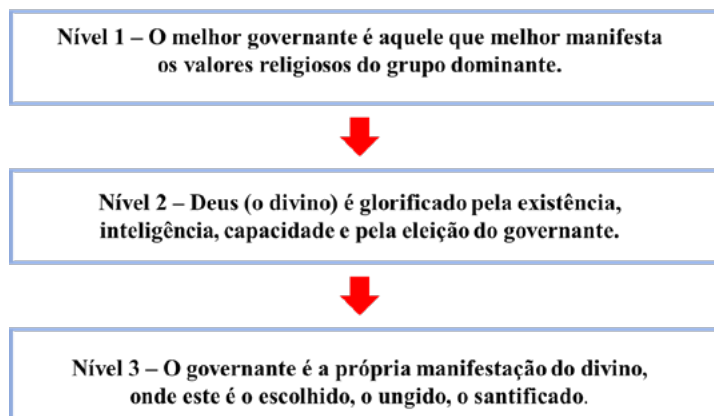 Nível 1 – O melhor governante é aquele que melhor manifesta
os valores religiosos do grupo dominante.
Nível 2 – Deus (o divino) é glorificado pela existência,
inteligência, capacidade e pela eleição do governante.
Nível 3 – O governante é a própria manifestação do divino,
onde este é o escolhido, o ungido, o santificado.